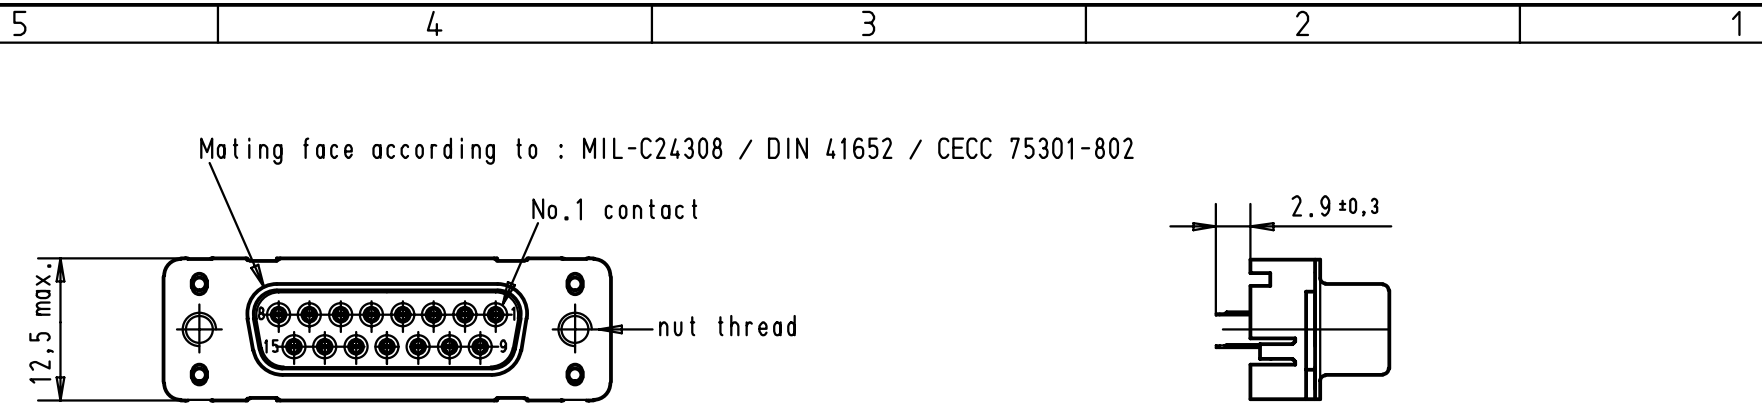 5 4 3 2 1
Mating face according to : MIL-C24308 / DIN 41652 / CECC 75301-802
No.1 contact
2.9 ±0,3
12,5 max.
8 1
nut thread
15 9